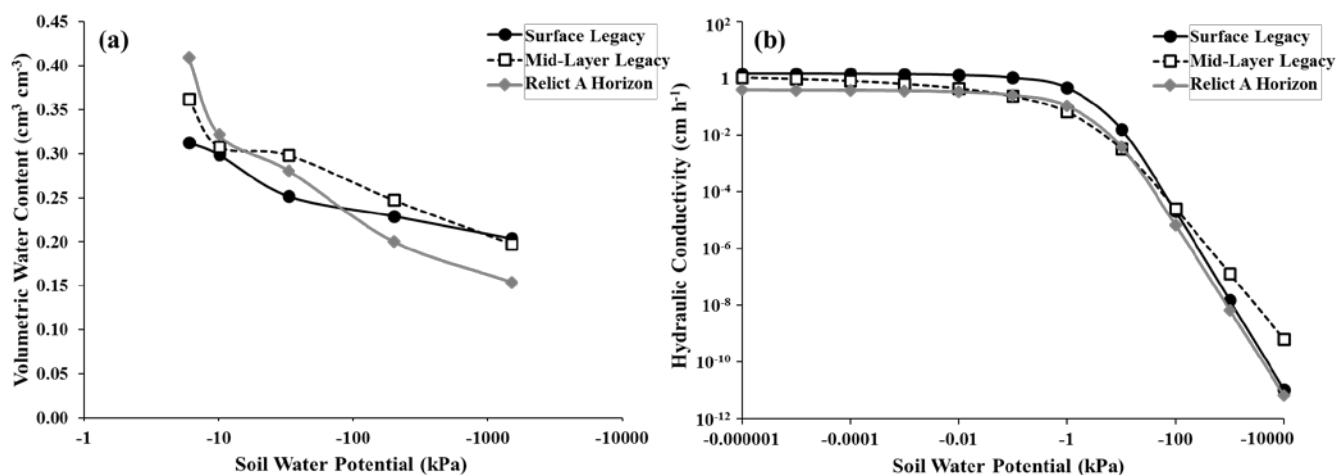 (a)
Surface Legacy
Mid-Layer Legacy
Relict A Horizon
Volumetric Water Content (cm³ cm⁻³)
0.45
0.40
0.35
0.30
0.25
0.20
0.15
0.10
0.05
0.00
-1
-10
-100
-1000
-10000
Soil Water Potential (kPa)
(b)
Surface Legacy
Mid-Layer Legacy
Relict A Horizon
Hydraulic Conductivity (cm h⁻¹)
10²
1
10⁻²
10⁻⁴
10⁻⁶
10⁻⁸
10⁻¹⁰
10⁻¹²
-0.000001
-0.0001
-0.01
-1
-100
-10000
Soil Water Potential (kPa)